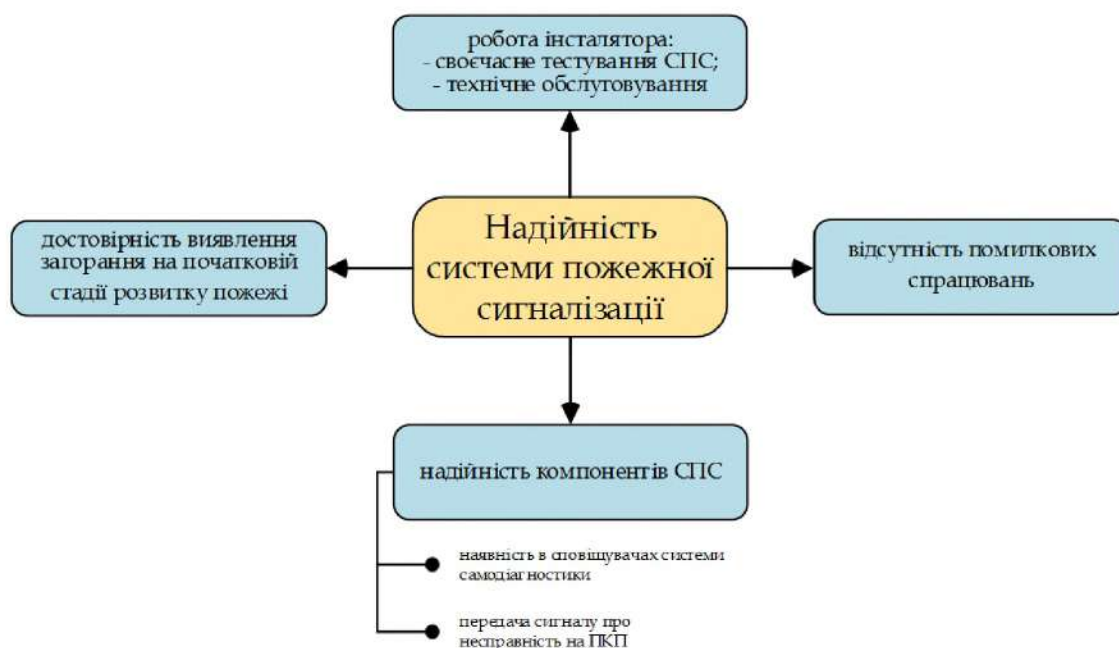 робота інсталятора:
- своєчасне тестування СПС;
- технічне обслуговування
достовірність виявлення
загорання на початковій
стадії розвитку пожежі
Надійність
системи пожежної
сигналізації
відсутність помилкових
спрацювань
надійність компонентів СПС
наявність в сповіщувачах системи
самодіагностики
передача сигналу про
несправність на ПКП